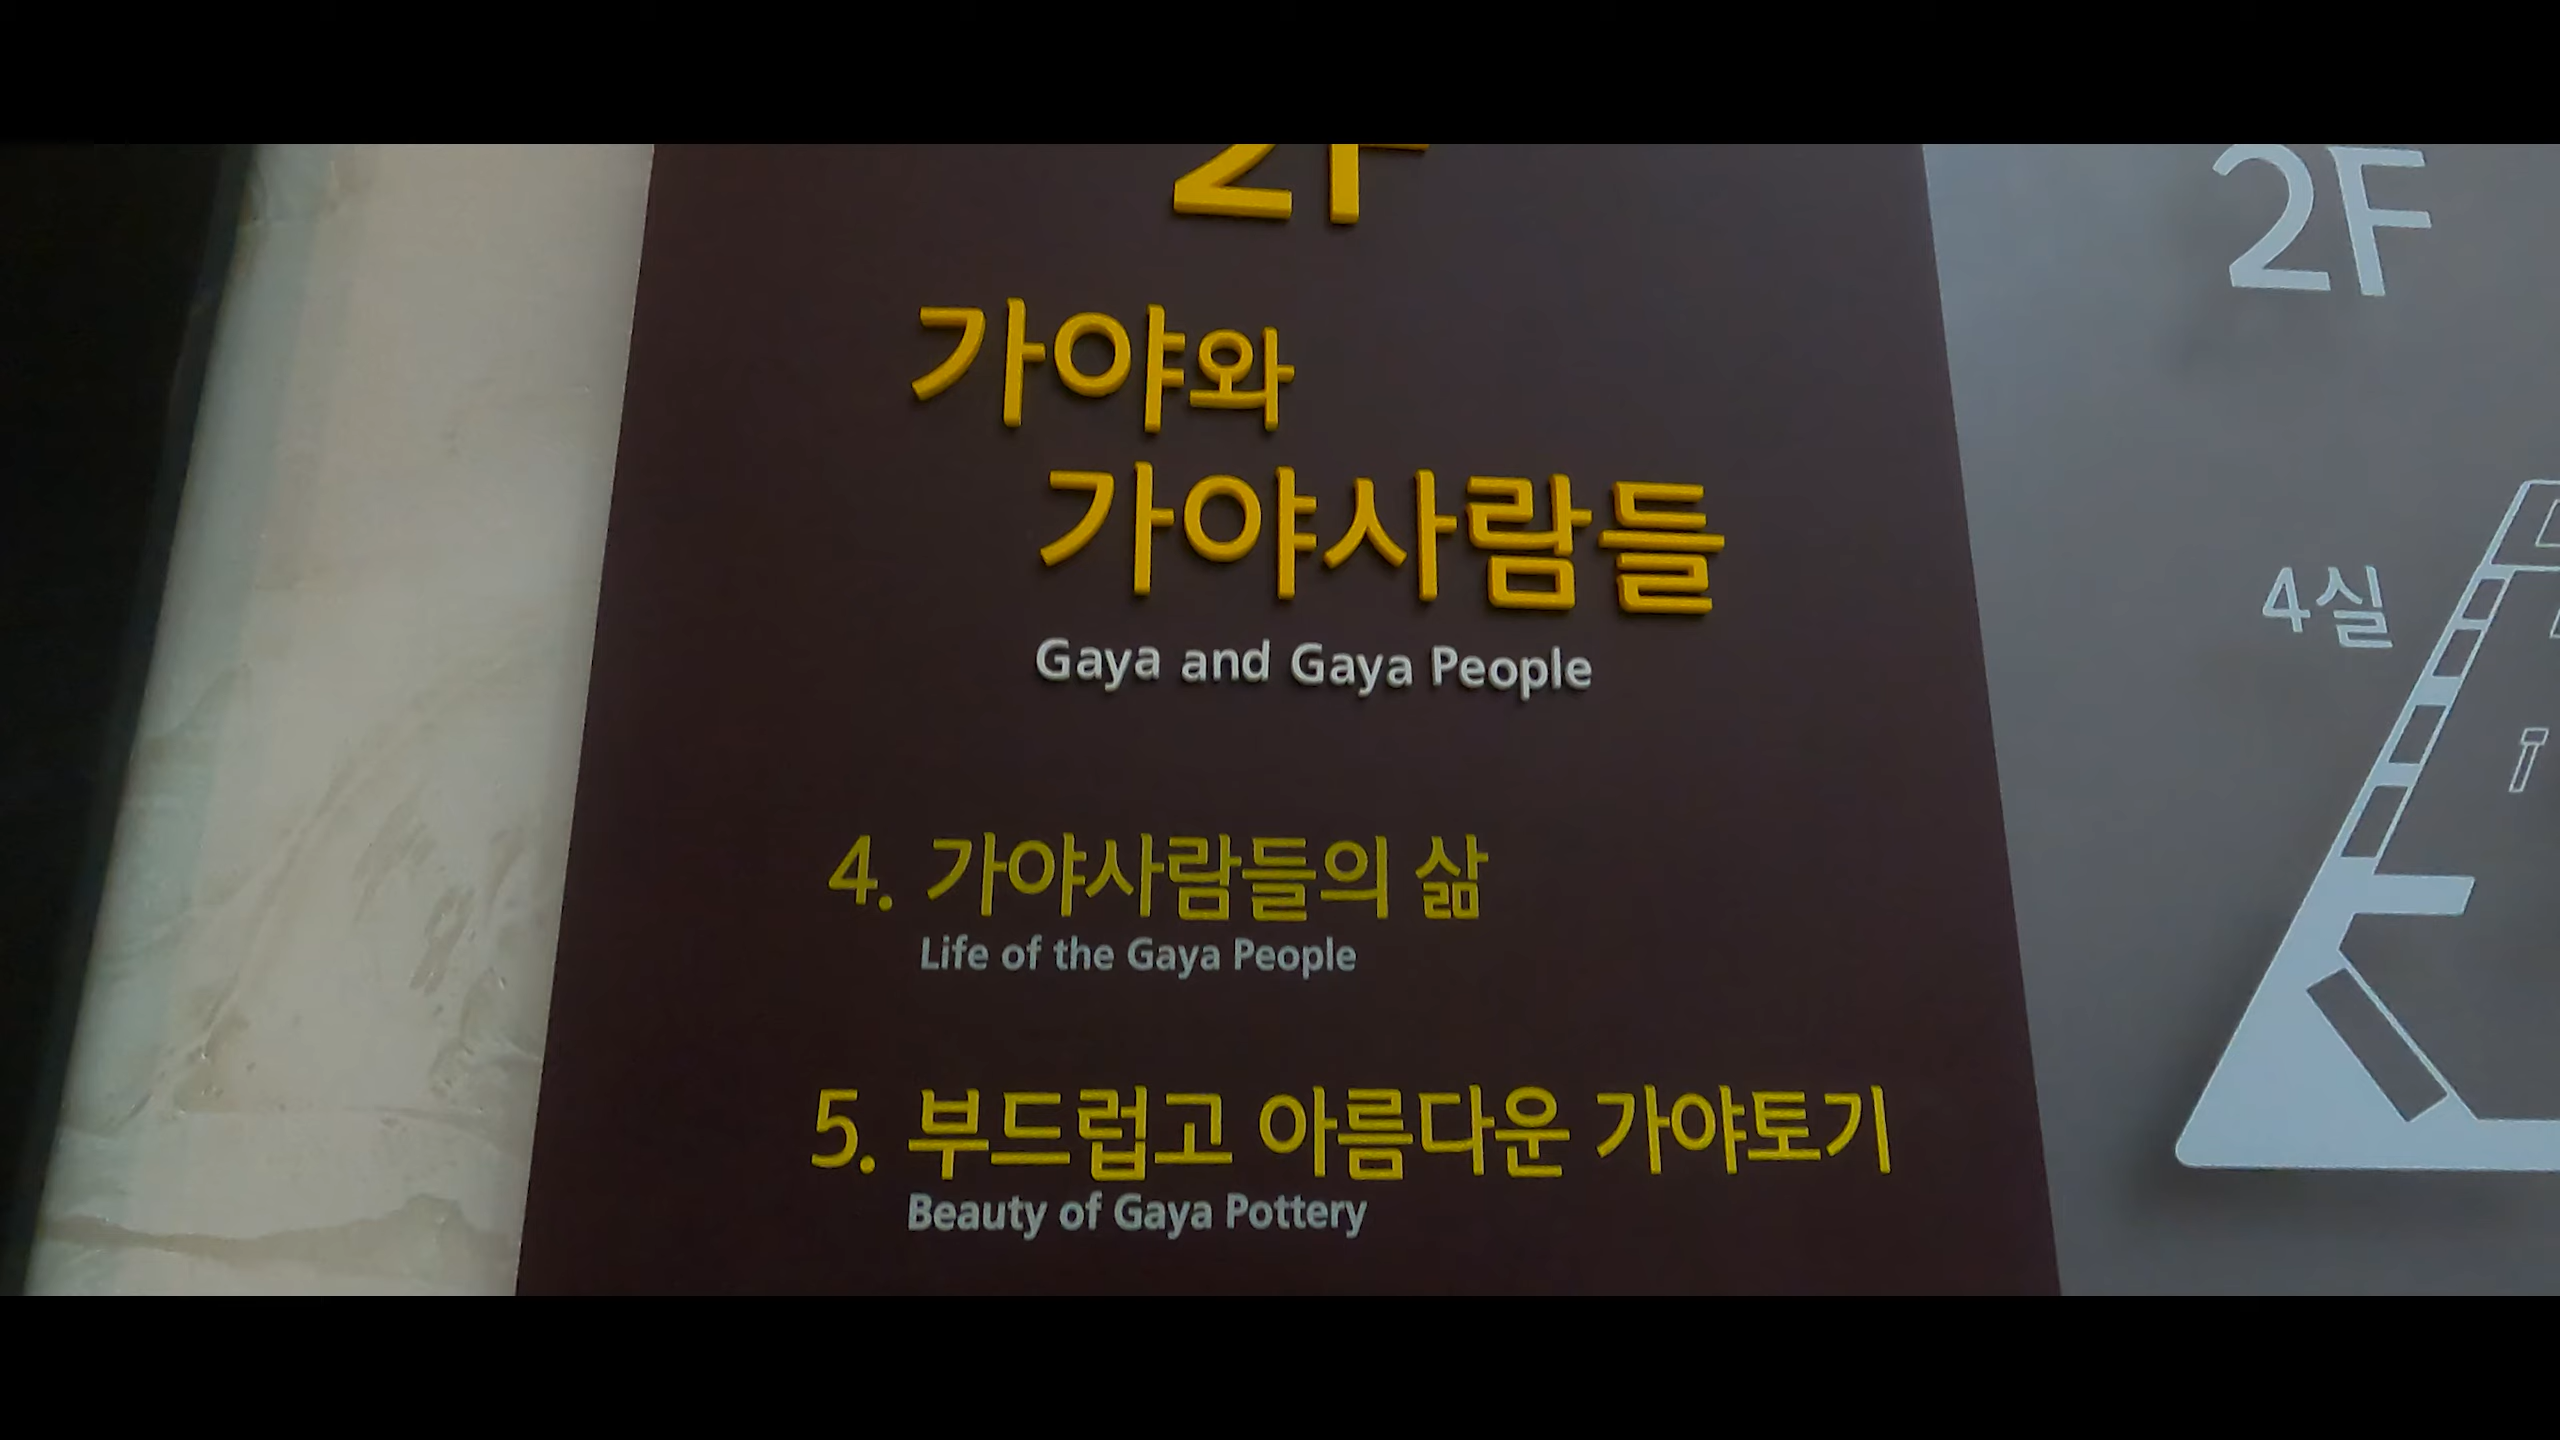 2F
가야와
가야사람들
Gaya and Gaya People
4. 가야사람들의 삶
Life of the Gaya People
5. 부드럽고 아름다운 가야토기
Beauty of Gaya Pottery
2F
4실